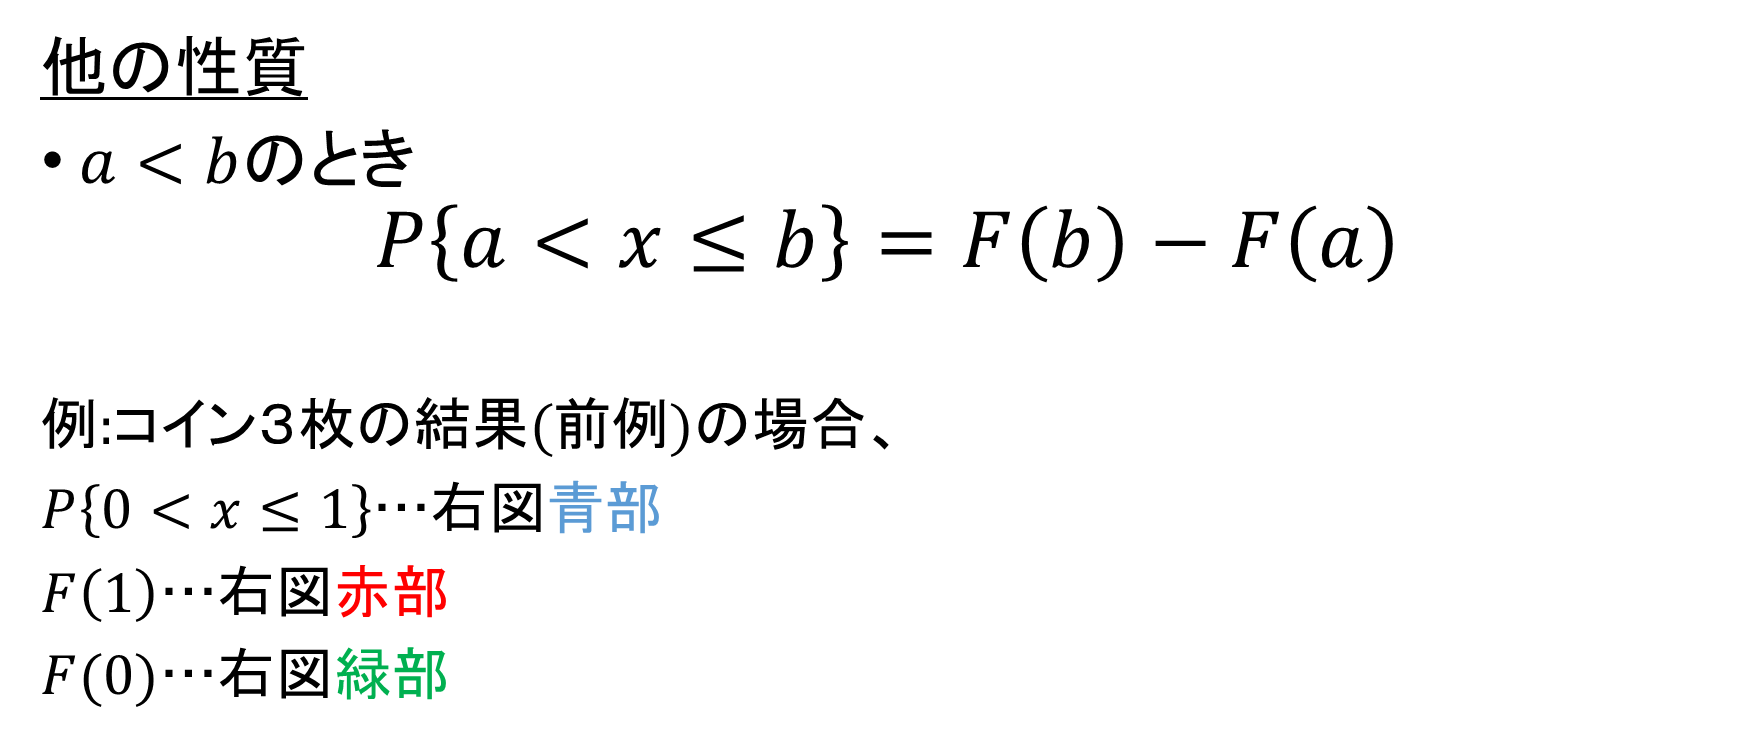 他の性質
• a < bのとき
P{a < x ≤ b} = F(b) − F(a)
例:コイン３枚の結果(前例)の場合、
P{0 < x ≤ 1}…右図青部
F(1)…右図赤部
F(0)…右図緑部